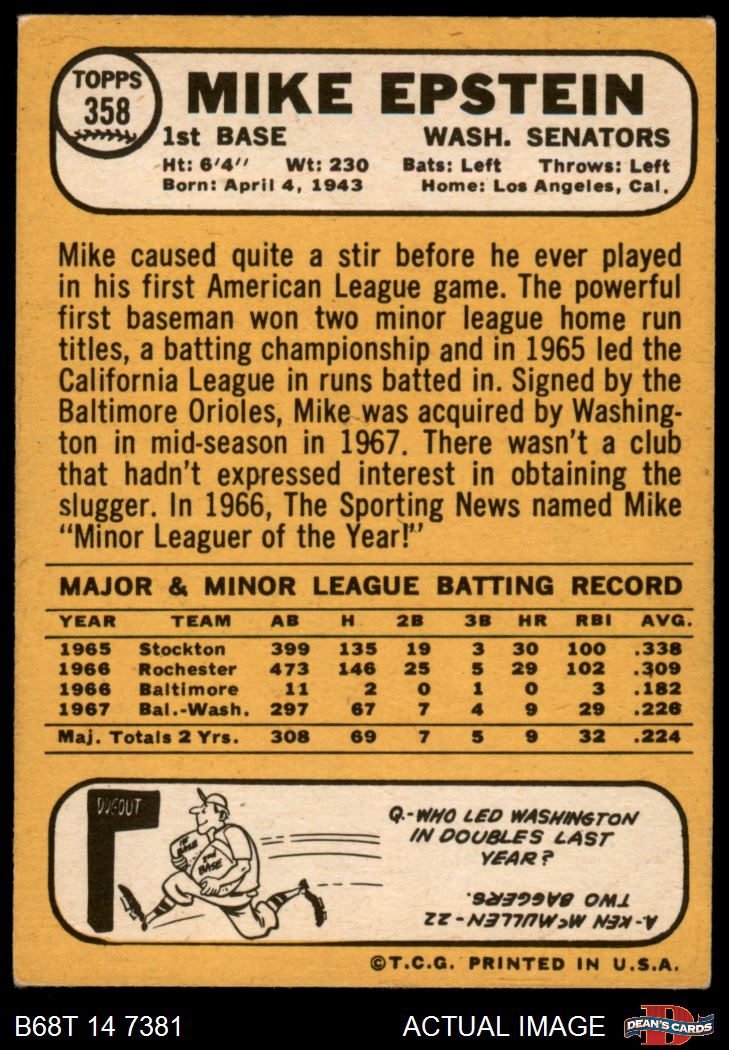 TOPPS
358
MIKE EPSTEIN
1st BASE WASH. SENATORS
Ht: 6'4'' Wt: 230 Bats: Left Throws: Left
Born: April 4, 1943 Home: Los Angeles, Cal.
Mike caused quite a stir before he ever played
in his first American League game. The powerful
first baseman won two minor league home run
titles, a batting championship and in 1965 led the
California League in runs batted in. Signed by the
Baltimore Orioles, Mike was acquired by Washing-
ton in mid-season in 1967. There wasn't a club
that hadn't expressed interest in obtaining the
slugger. In 1966, The Sporting News named Mike
"Minor Leaguer of the Year!"
MAJOR & MINOR LEAGUE BATTING RECORD
YEAR TEAM AB H 2B 3B HR RBI AVG.
1965 Stockton 399 135 19 3 30 100 .338
1966 Rochester 473 146 25 5 29 102 .309
1966 Baltimore 11 2 0 1 0 3 .182
1967 Bal.-Wash. 297 67 7 4 9 29 .226
Maj. Totals 2 Yrs. 308 69 7 5 9 32 .224
DUGOUT
1st BASE
2nd BASE
Q.-WHO LED WASHINGTON
IN DOUBLES LAST
YEAR?
A-KEN McMULLEN-22
TWO BAGGERS.
©T.C.G. PRINTED IN U.S.A.
B68T 14 7381 ACTUAL IMAGE
D
DEAN'S CARDS